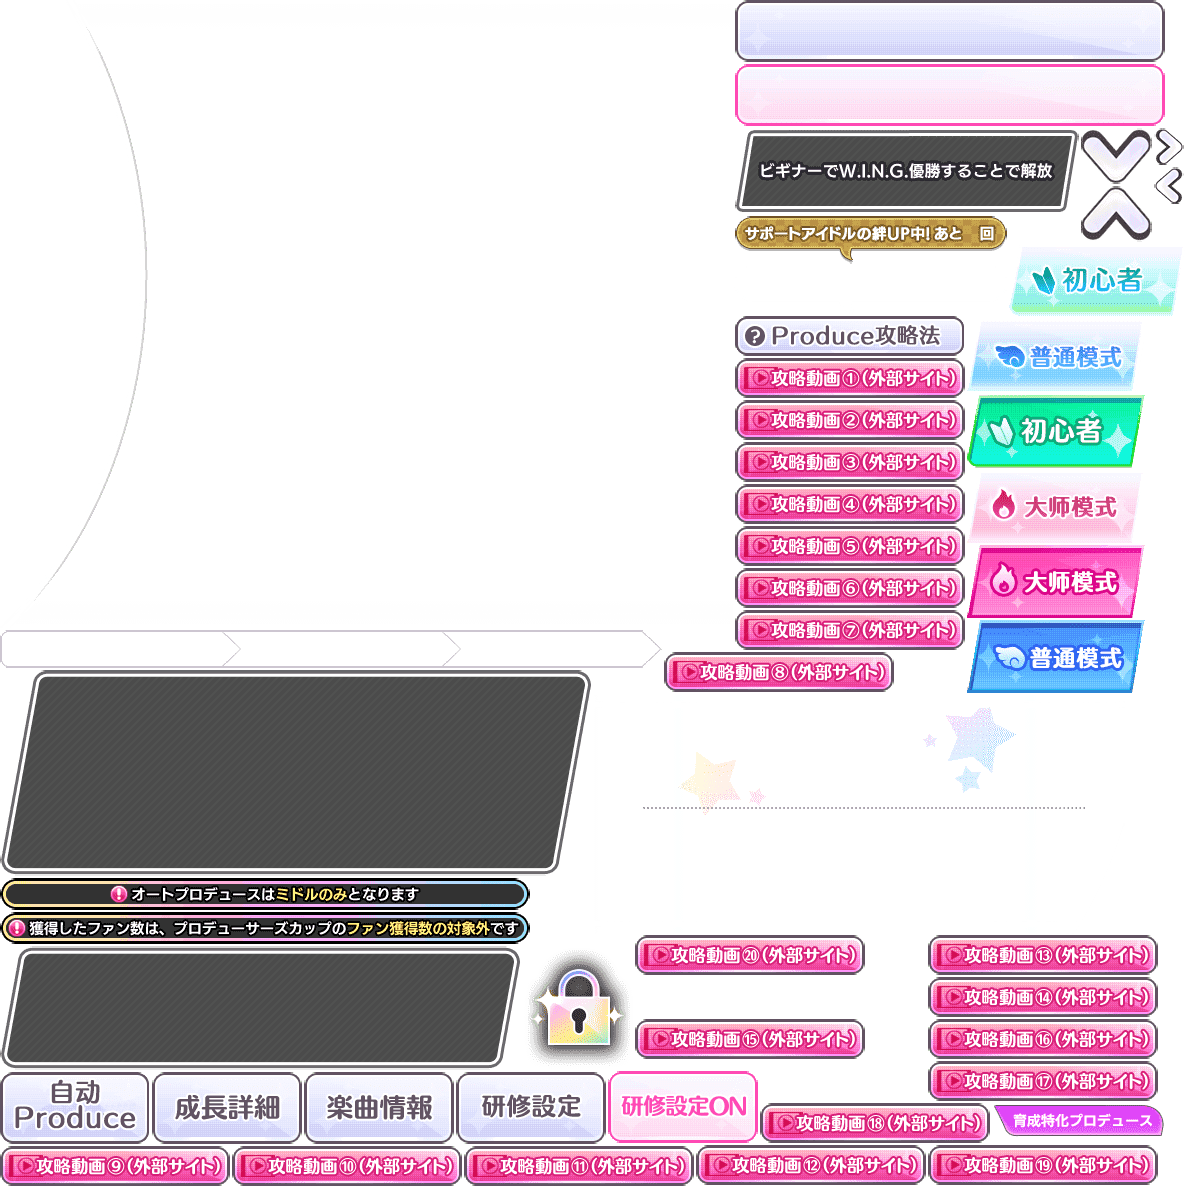 ビギナーでW.I.N.G.優勝することで解放
サポートアイドルの絆UP中!あと 回
初心者
Produce攻略法
普通模式
攻略動画①(外部サイト)
攻略動画②(外部サイト)
初心者
攻略動画③(外部サイト)
攻略動画④(外部サイト)
大师模式
攻略動画⑤(外部サイト)
攻略動画⑥(外部サイト)
大师模式
攻略動画⑦(外部サイト)
普通模式
攻略動画⑧(外部サイト)
オートプロデュースはミドルのみとなります
獲得したファン数は、プロデューサーズカップのファン獲得数の対象外です
攻略動画⑳(外部サイト)
攻略動画⑬(外部サイト)
攻略動画⑭(外部サイト)
攻略動画⑮(外部サイト)
攻略動画⑯(外部サイト)
攻略動画⑰(外部サイト)
自动
Produce
成長詳細
楽曲情報
研修設定
研修設定ON
攻略動画⑱(外部サイト)
育成特化プロデュース
攻略動画⑨(外部サイト)
攻略動画⑩(外部サイト)
攻略動画⑪(外部サイト)
攻略動画⑫(外部サイト)
攻略動画⑲(外部サイト)